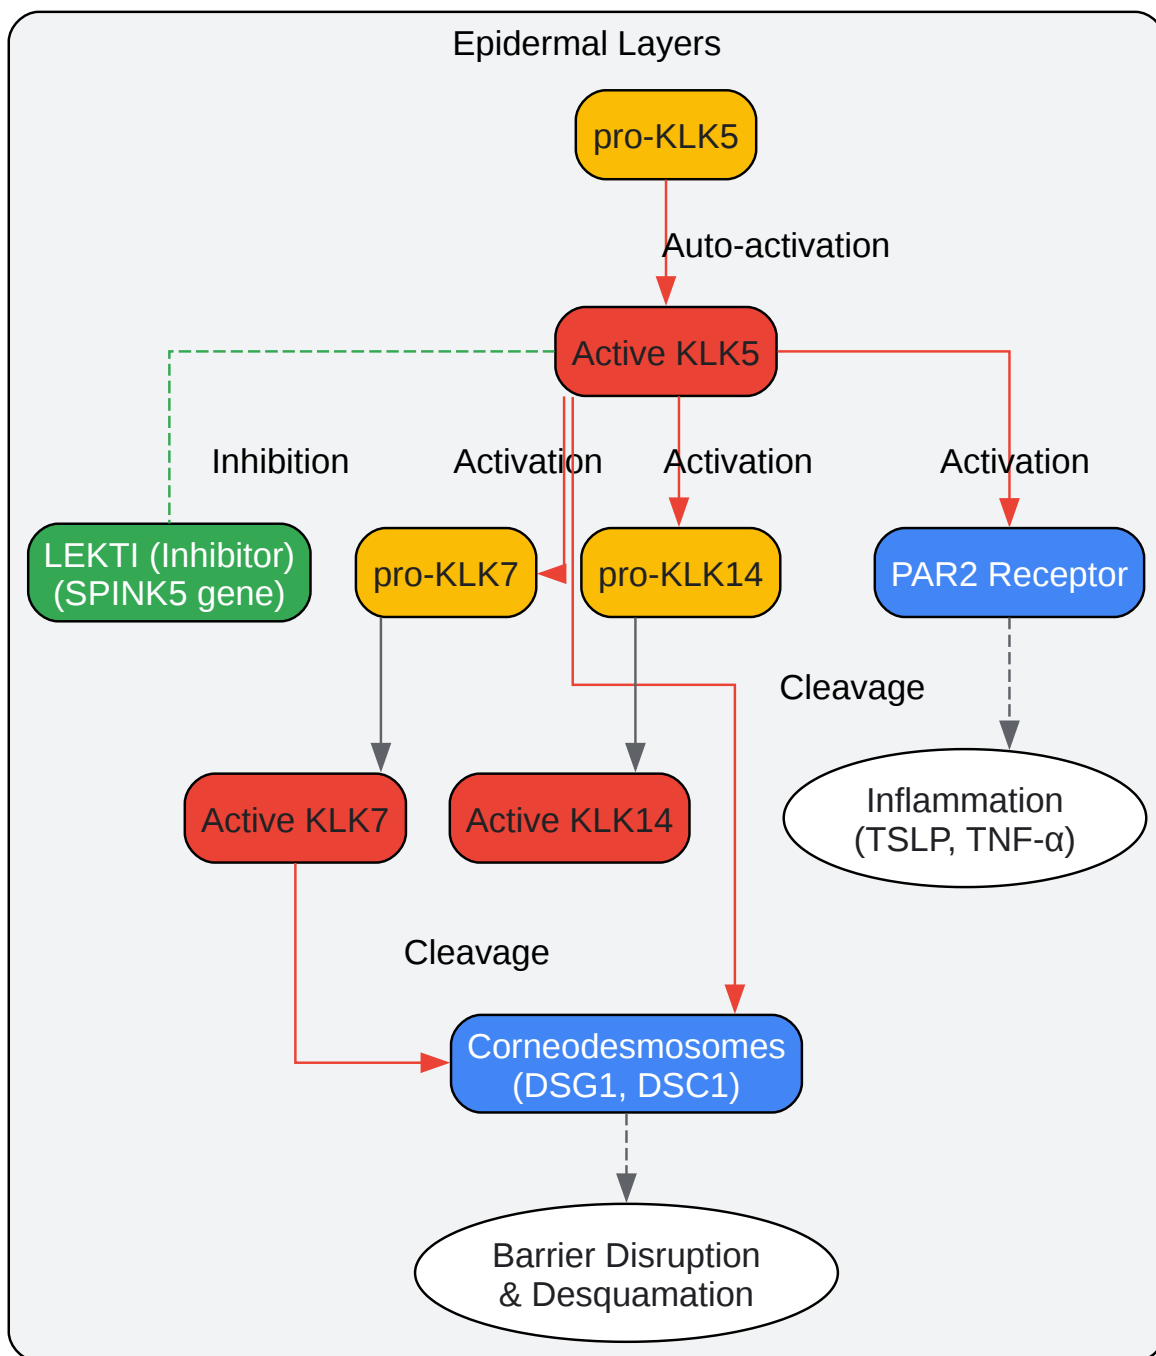 Epidermal Layers
pro-KLK5
Auto-activation
Active KLK5
Inhibition
Activation
Activation
Activation
LEKTI (Inhibitor)
(SPINK5 gene)
pro-KLK7
pro-KLK14
PAR2 Receptor
Cleavage
Active KLK7
Active KLK14
Inflammation
(TSLP, TNF-α)
Cleavage
Corneodesmosomes
(DSG1, DSC1)
Barrier Disruption
& Desquamation